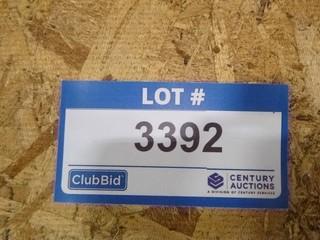 LOT #
3392
ClubBid
CENTURY
AUCTIONS
A DIVISION OF CENTURY SERVICES